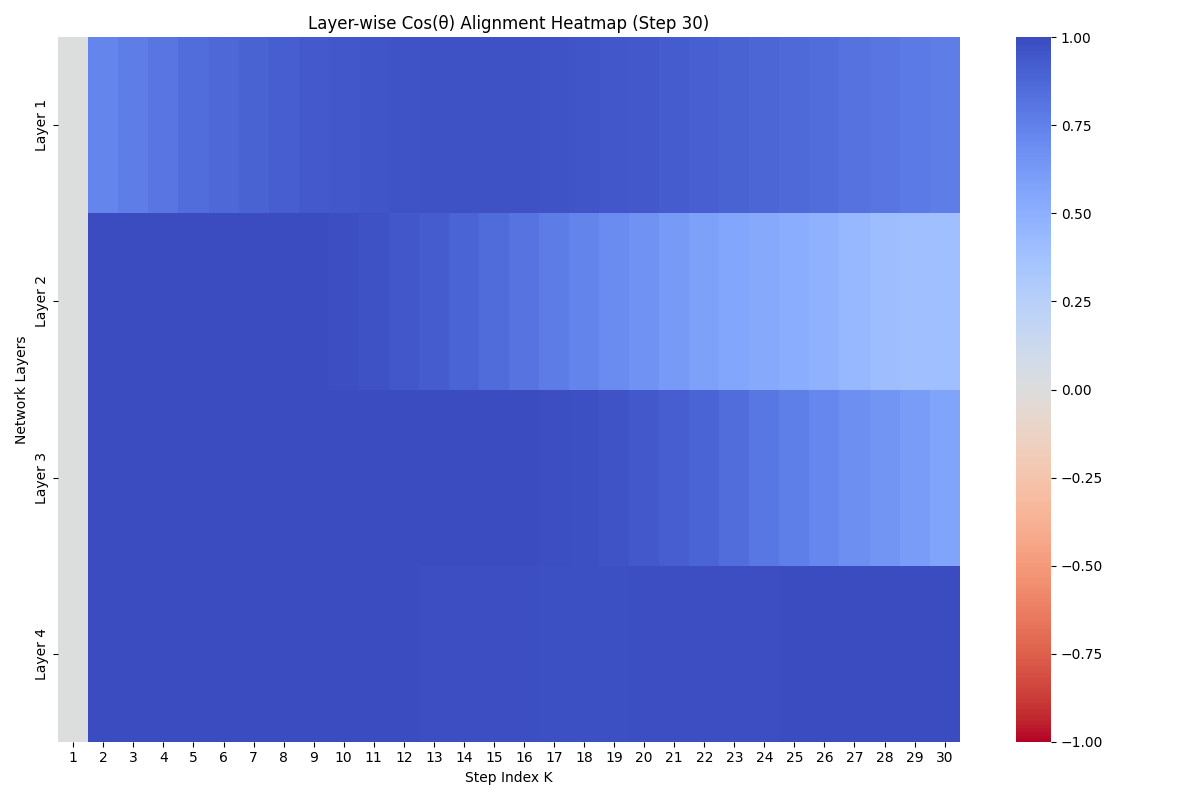 Layer-wise Cos(θ) Alignment Heatmap (Step 30)
Network Layers
Layer 1
Layer 2
Layer 3
Layer 4
1 2 3 4 5 6 7 8 9 10 11 12 13 14 15 16 17 18 19 20 21 22 23 24 25 26 27 28 29 30
Step Index K
1.00
0.75
0.50
0.25
0.00
−0.25
−0.50
−0.75
−1.00